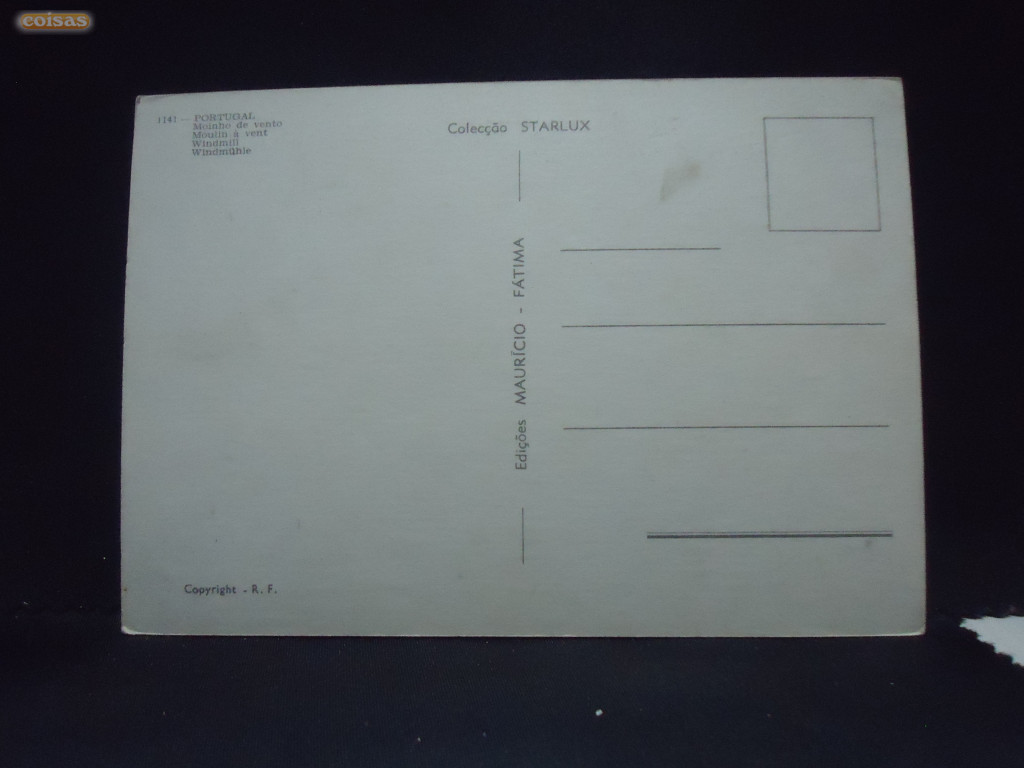 coisas
1141 — PORTUGAL
Moinho de vento
Moulin à vent
Windmill
Windmühle
Colecção STARLUX
Edições MAURÍCIO - FÁTIMA
Copyright - R. F.